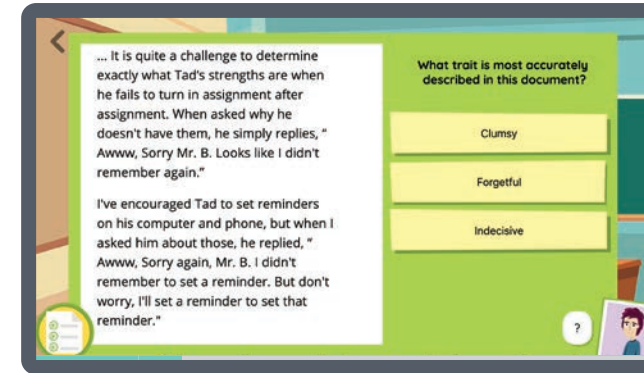 ... It is quite a challenge to determine
exactly what Tad's strengths are when
he fails to turn in assignment after
assignment. When asked why he
doesn't have them, he simply replies, "
Awww, Sorry Mr. B. Looks like I didn't
remember again."
I've encouraged Tad to set reminders
on his computer and phone, but when I
asked him about those, he replied, "
Awww, Sorry again, Mr. B. I didn't
remember to set a reminder. But don't
worry, I'll set a reminder to set that
reminder."
What trait is most accurately
described in this document?
Clumsy
Forgetful
Indecisive
?